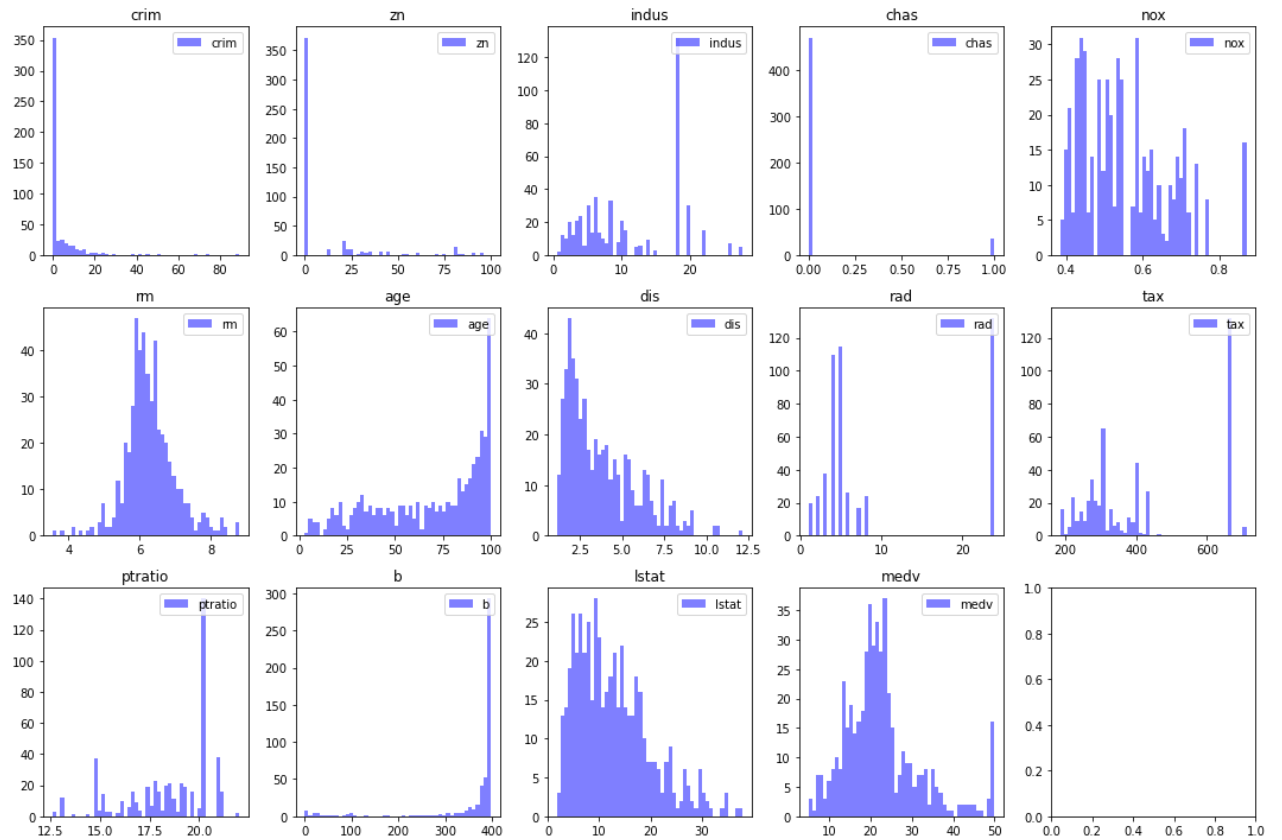 crim zn indus chas nox
350 300 250 200 150 100 50 0
crim
0 20 40 60 80
350 300 250 200 150 100 50 0
zn
0 25 50 75 100
120 100 80 60 40 20 0
indus
0 10 20
400 300 200 100 0
chas
0.00 0.25 0.50 0.75 1.00
30 25 20 15 10 5 0
nox
0.4 0.6 0.8
rm age dis rad tax
40 30 20 10 0
rm
4 6 8
60 50 40 30 20 10 0
age
0 25 50 75 100
40 30 20 10 0
dis
2.5 5.0 7.5 10.0 12.5
120 100 80 60 40 20 0
rad
0 10 20
120 100 80 60 40 20 0
tax
200 400 600
ptratio b lstat medv
140 120 100 80 60 40 20 0
ptratio
12.5 15.0 17.5 20.0
300 250 200 150 100 50 0
b
0 100 200 300 400
25 20 15 10 5 0
lstat
0 10 20 30
35 30 25 20 15 10 5 0
medv
10 20 30 40 50
1.0 0.8 0.6 0.4 0.2 0.0
0.0 0.2 0.4 0.6 0.8 1.0